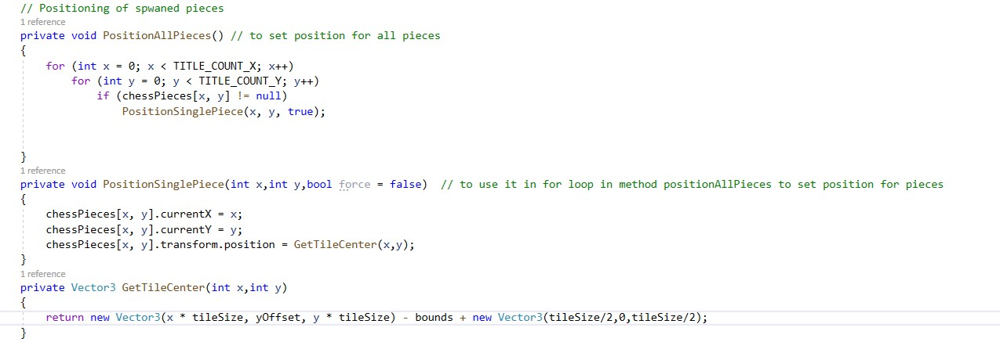 // Positioning of spwaned pieces
1 reference
private void PositionAllPieces() // to set position for all pieces
{
for (int x = 0; x < TITLE_COUNT_X; x++)
for (int y = 0; y < TITLE_COUNT_Y; y++)
if (chessPieces[x, y] != null)
PositionSinglePiece(x, y, true);
}
1 reference
private void PositionSinglePiece(int x,int y,bool force = false)  // to use it in for loop in method positionAllPieces to set position for pieces
{
chessPieces[x, y].currentX = x;
chessPieces[x, y].currentY = y;
chessPieces[x, y].transform.position = GetTileCenter(x,y);
}
1 reference
private Vector3 GetTileCenter(int x,int y)
{
return new Vector3(x * tileSize, yOffset, y * tileSize) - bounds + new Vector3(tileSize/2,0,tileSize/2);
}